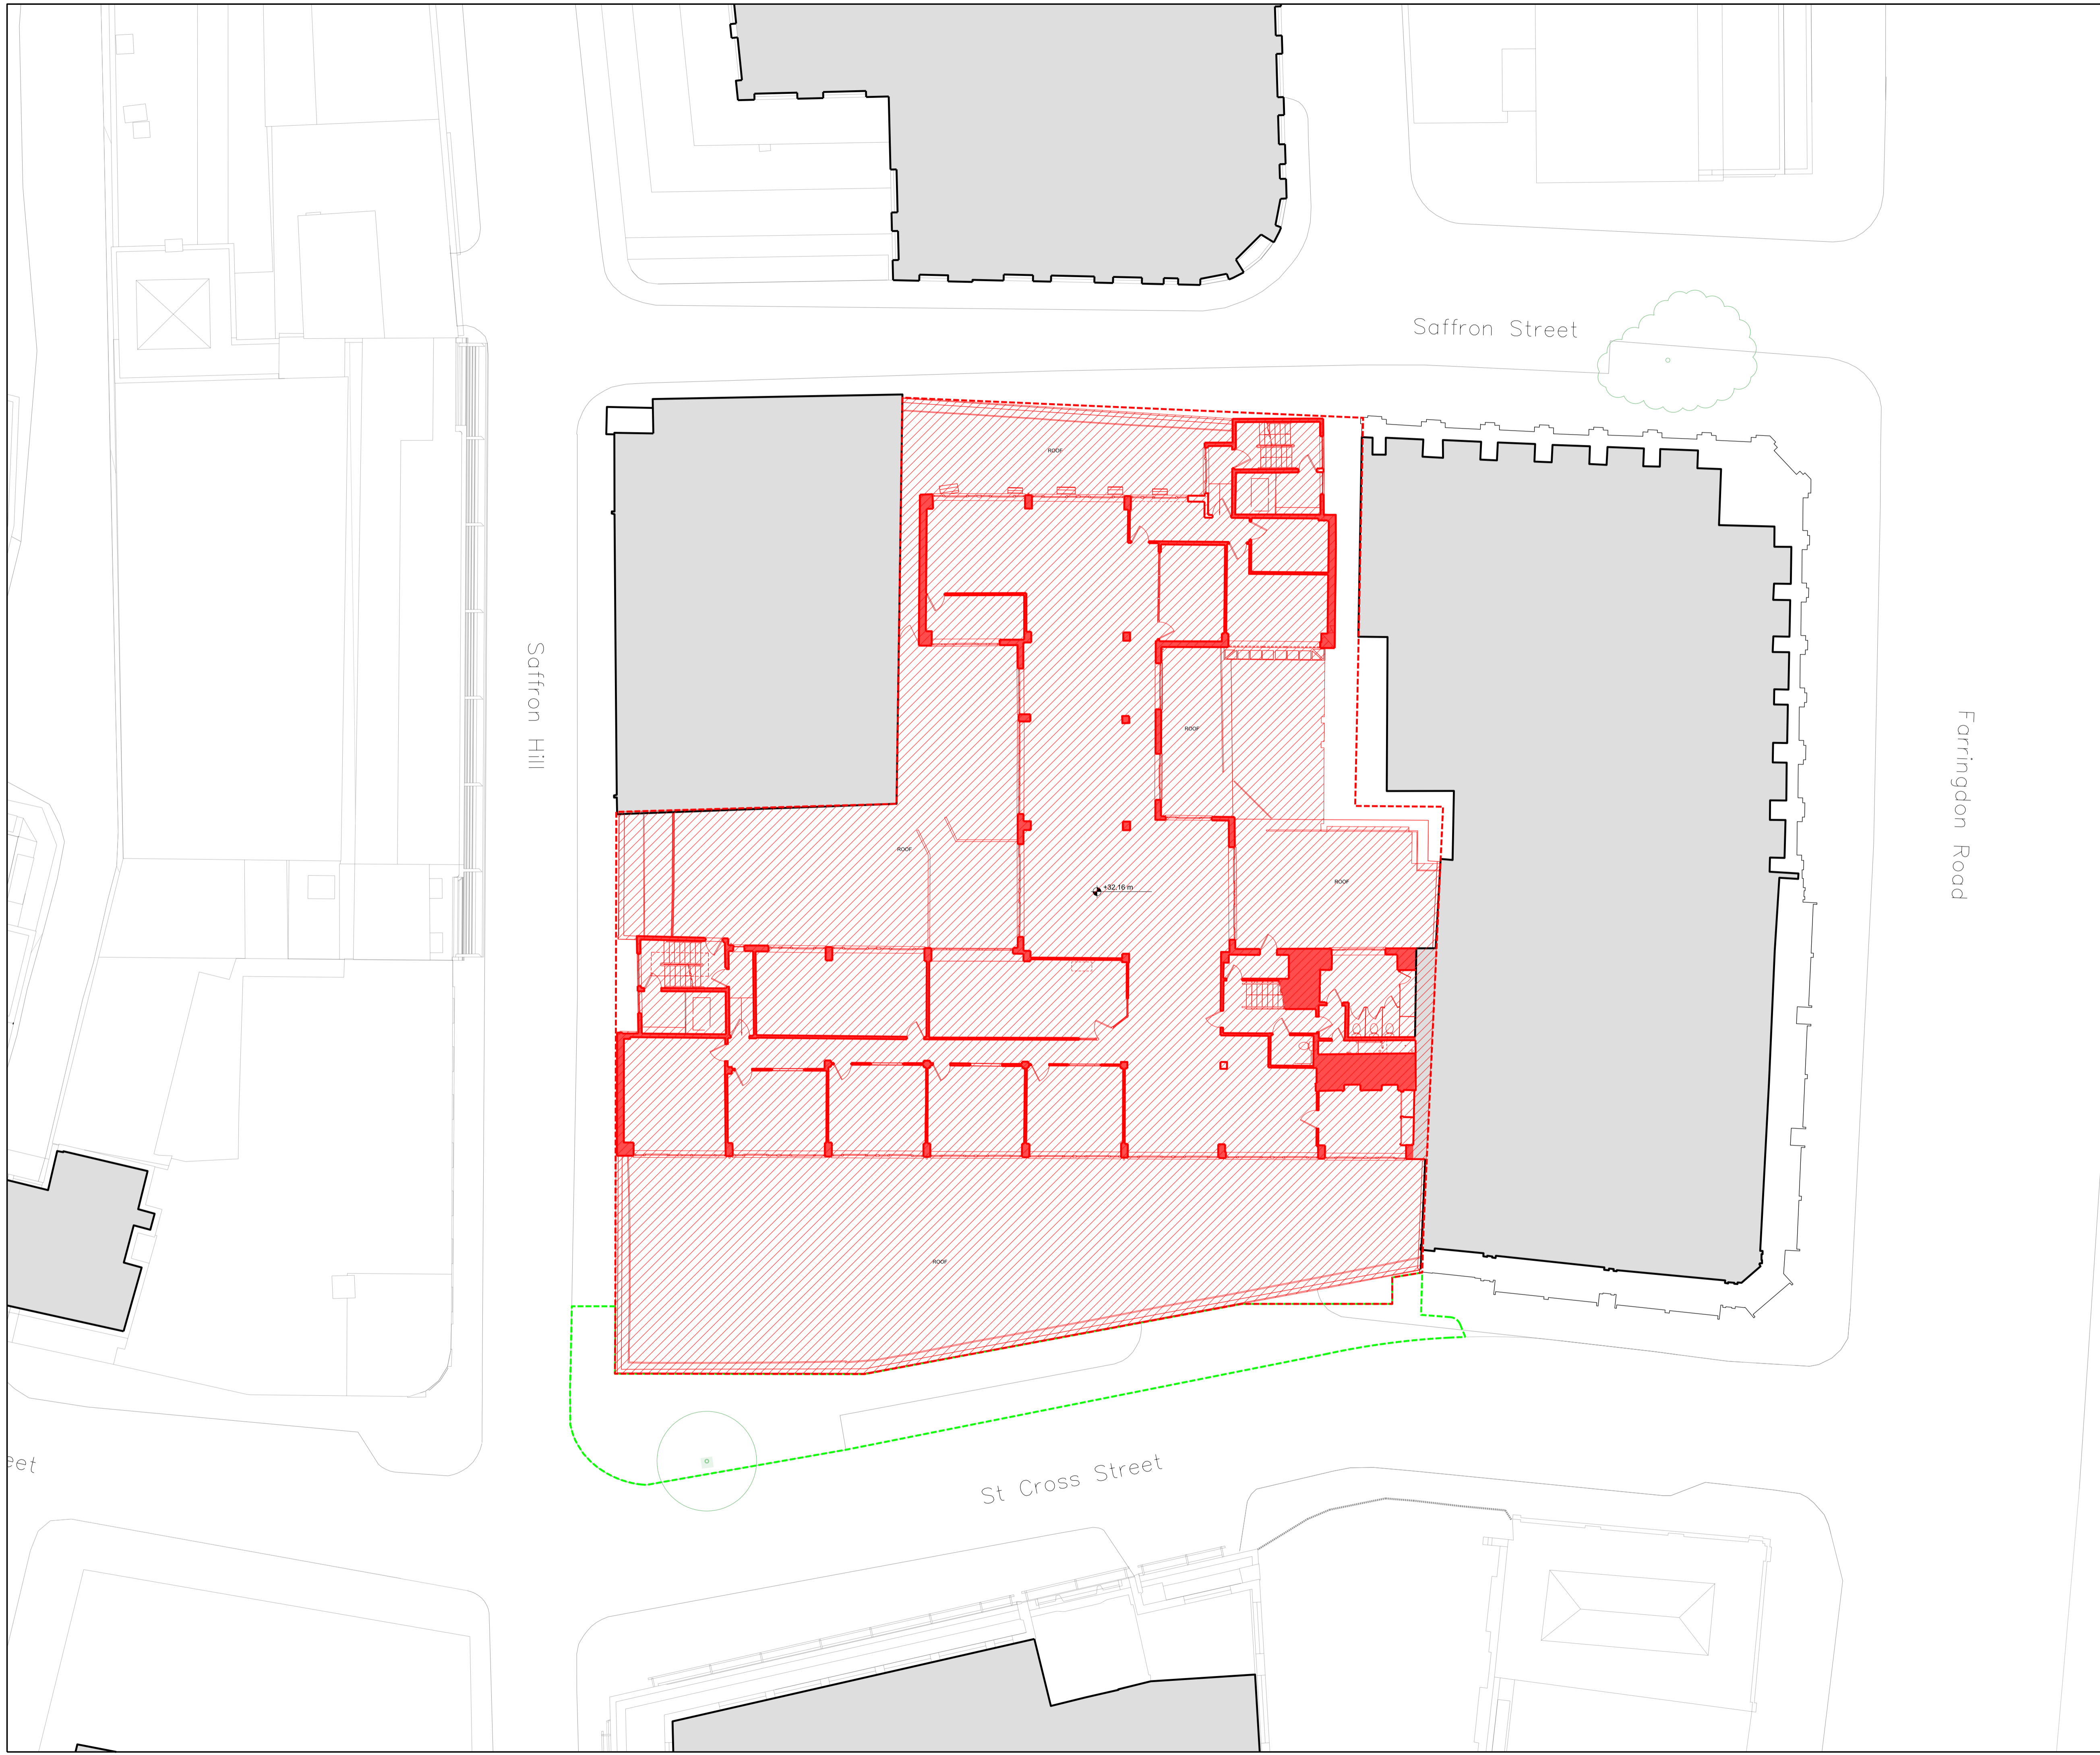 Saffron Street
ROOF
Saffron Hill
ROOF
Farringdon Road
ROOF
ROOF
+32.16 m
ROOF
eet
St Cross Street